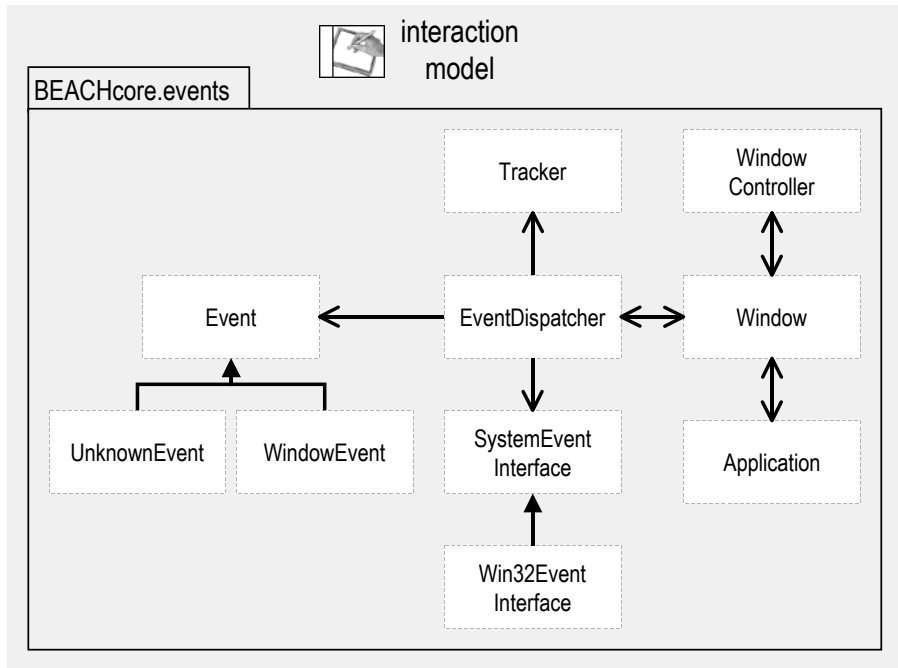 interaction
model
BEACHcore.events
Tracker
Window
Controller
Event
EventDispatcher
Window
UnknownEvent
WindowEvent
SystemEvent
Interface
Application
Win32Event
Interface